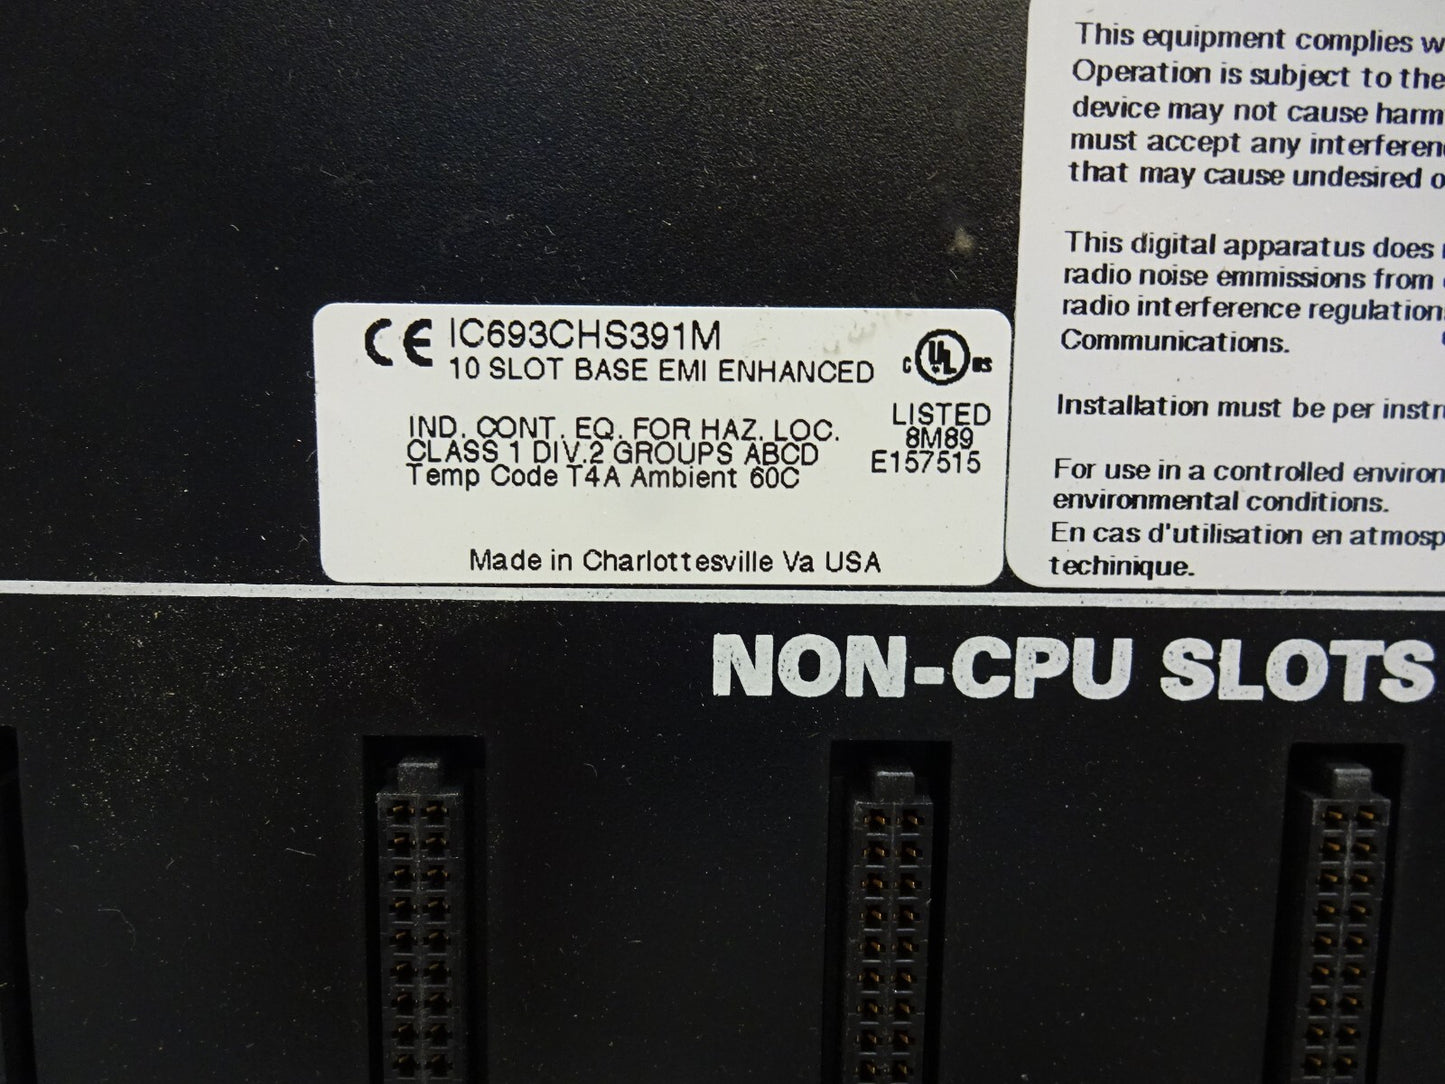 This equipment complies w
Operation is subject to the
device may not cause harm
must accept any interferen
that may cause undesired o
This digital apparatus does
radio noise emmissions from
radio interference regulation
Communications.
Installation must be per instr
For use in a controlled environ
environmental conditions.
En cas d'utilisation en atmosp
techinique.
CE IC693CHS391M
10 SLOT BASE EMI ENHANCED
C UL US
LISTED
8M89
E157515
IND. CONT. EQ. FOR HAZ. LOC.
CLASS 1 DIV.2 GROUPS ABCD
Temp Code T4A Ambient 60C
Made in Charlottesville Va USA
NON-CPU SLOTS